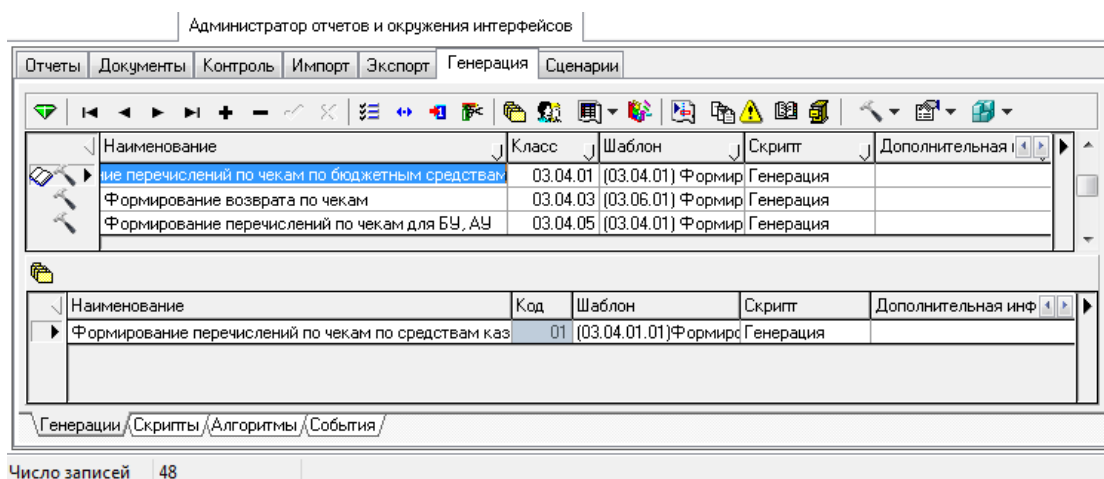 Администратор отчетов и окружения интерфейсов
Отчеты Документы Контроль Импорт Экспорт Генерация Сценарии
Наименование Класс Шаблон Скрипт Дополнительная
ние перечислений по чекам по бюджетным средствам 03.04.01 (03.04.01) Формир Генерация
Формирование возврата по чекам 03.04.03 (03.06.01) Формир Генерация
Формирование перечислений по чекам для БУ, АУ 03.04.05 (03.04.01) Формир Генерация
Наименование Код Шаблон Скрипт Дополнительная инф
Формирование перечислений по чекам по средствам каз 01 (03.04.01.01)Формиро Генерация
Генерации Скрипты Алгоритмы События
Число записей 48